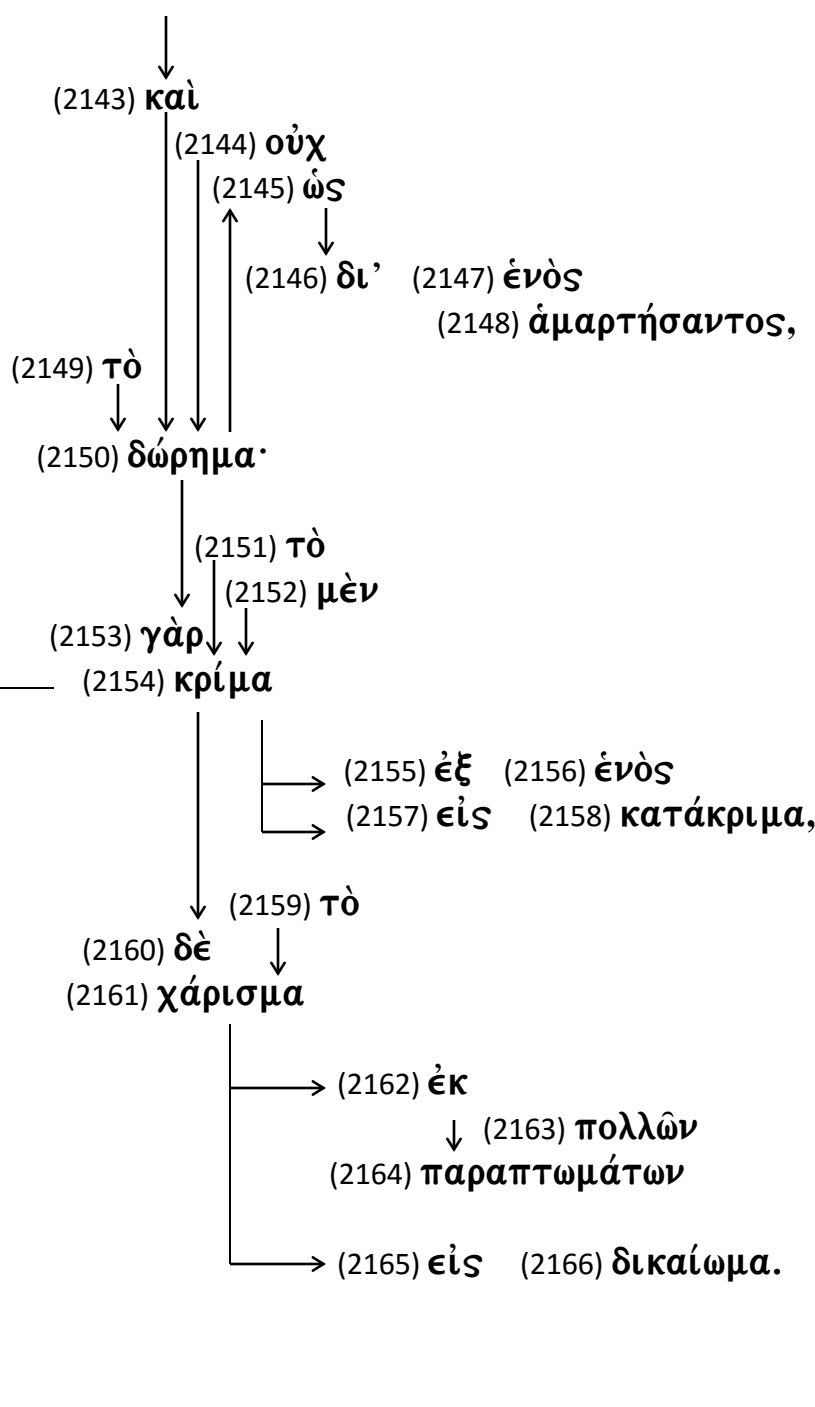 (2143) καὶ
(2144) οὐχ
(2145) ὡς
(2146) δι’ (2147) ἑνὸς
(2148) ἁμαρτήσαντος,
(2149) τὸ
(2150) δώρημα·
(2151) τὸ
(2152) μὲν
(2153) γὰρ
(2154) κρίμα
(2155) ἐξ (2156) ἑνὸς
(2157) εἰς (2158) κατάκριμα,
(2159) τὸ
(2160) δὲ
(2161) χάρισμα
(2162) ἐκ
(2163) πολλῶν
(2164) παραπτωμάτων
(2165) εἰς (2166) δικαίωμα.